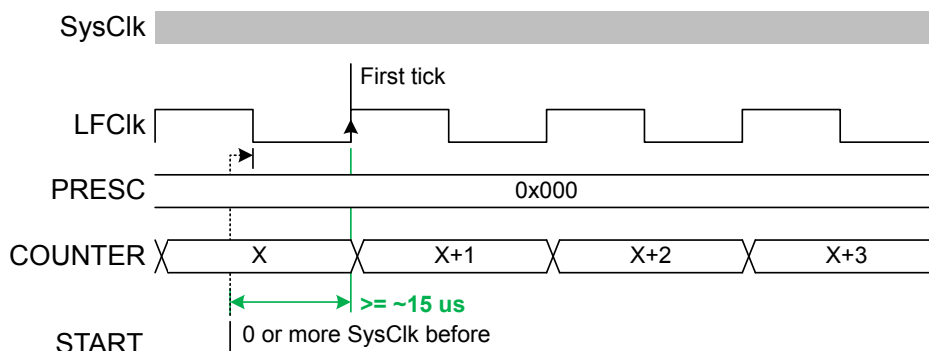 SysClk
First tick
LFClk
PRESC 0x000
COUNTER X X+1 X+2 X+3
>= ~15 us
0 or more SysClk before
START